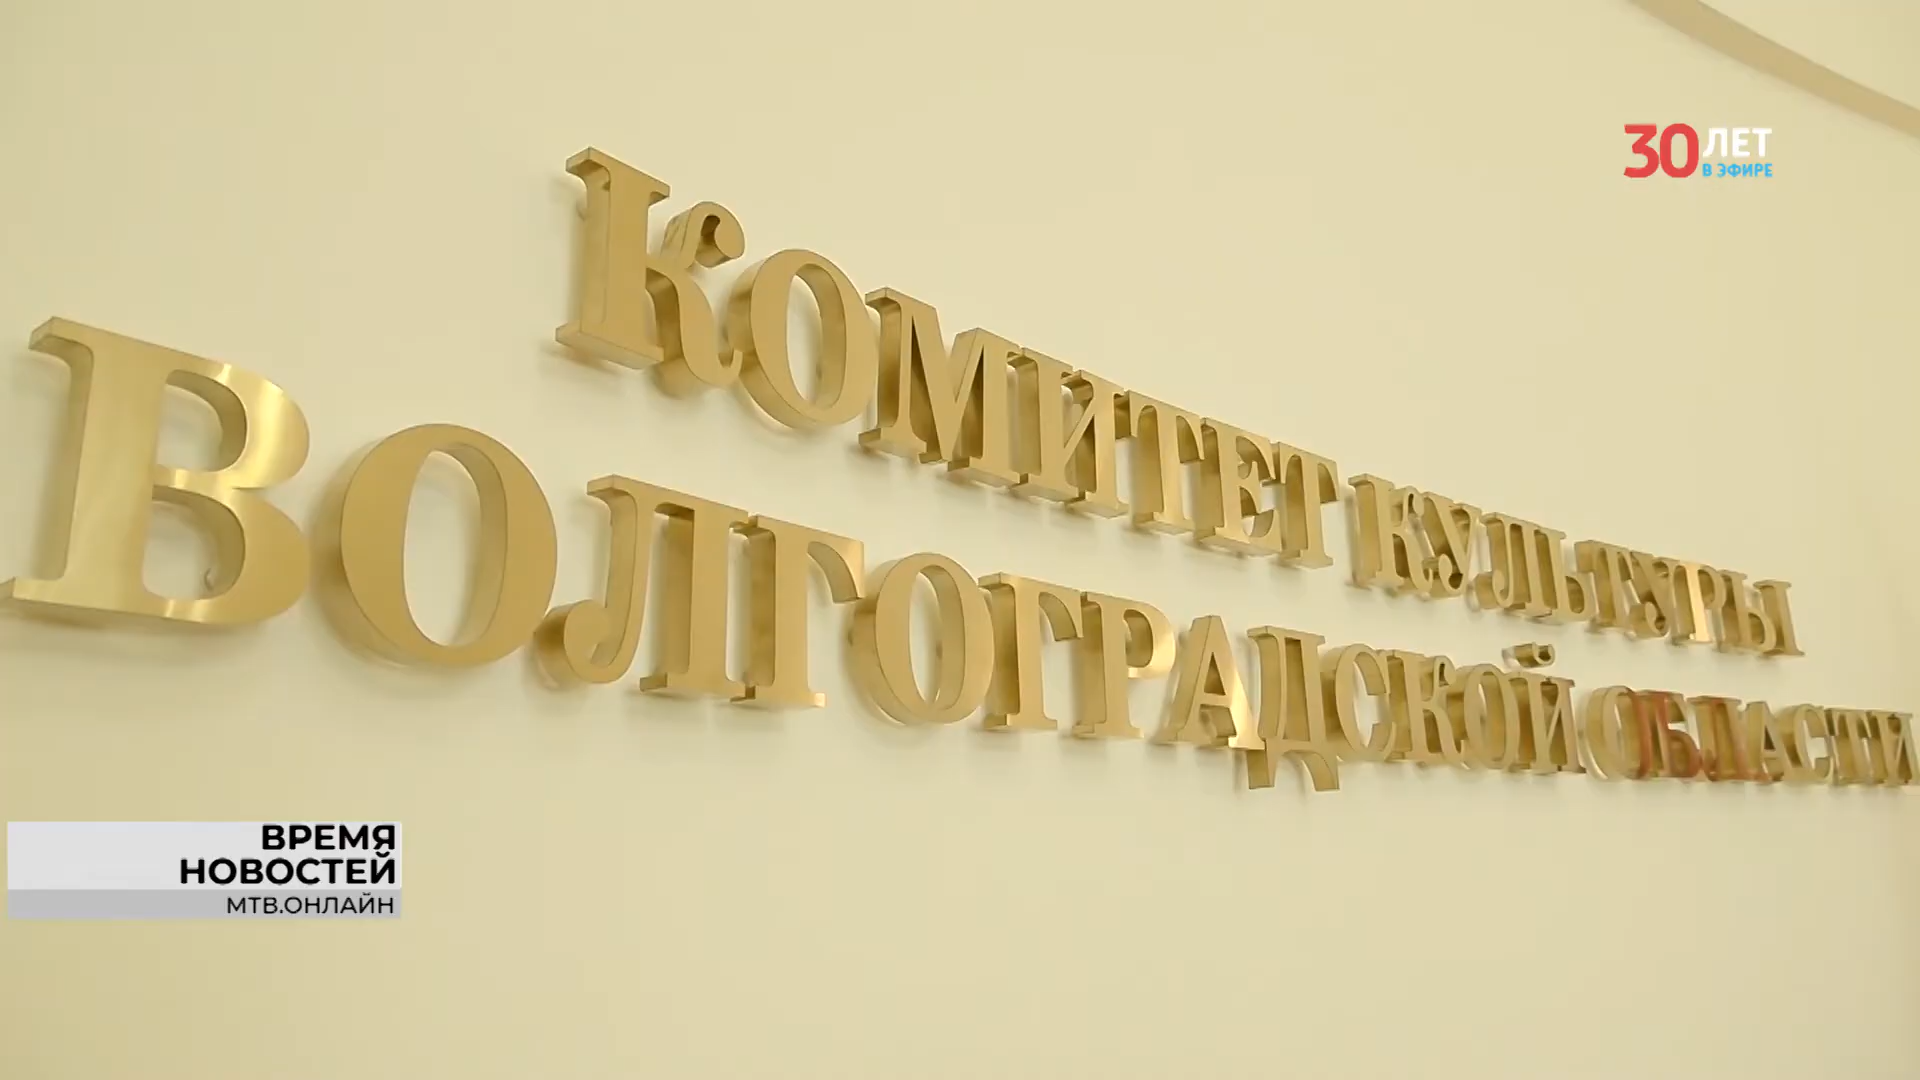 30 ЛЕТ
В ЭФИРЕ
КОМИТЕТ КУЛЬТУРЫ
ВОЛГОГРАДСКОЙ ОБЛАСТИ
ВРЕМЯ
НОВОСТЕЙ
МТВ.ОНЛАЙН